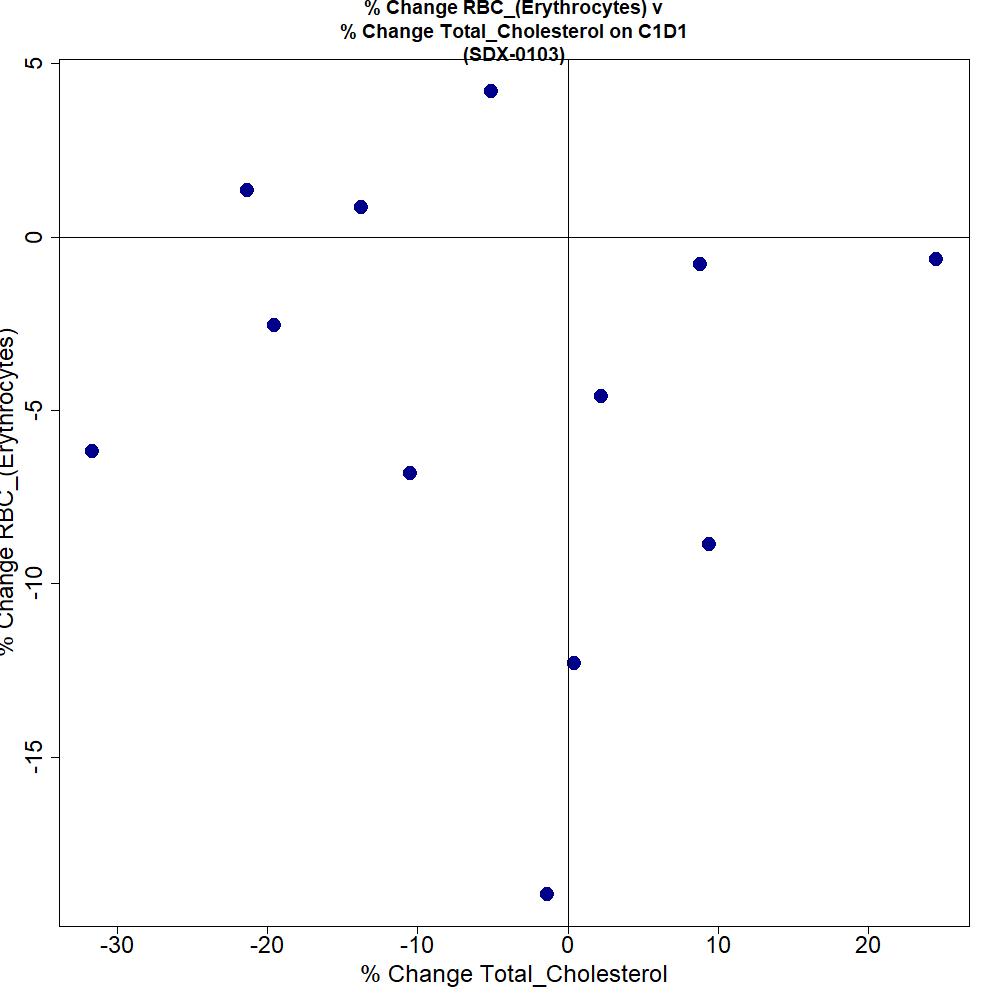 % Change RBC_(Erythrocytes) v
% Change Total_Cholesterol on C1D1
(SDX-0103)
5
0
-5
-10
-15
% Change RBC_(Erythrocytes)
-30
-20
-10
0
10
20
% Change Total_Cholesterol